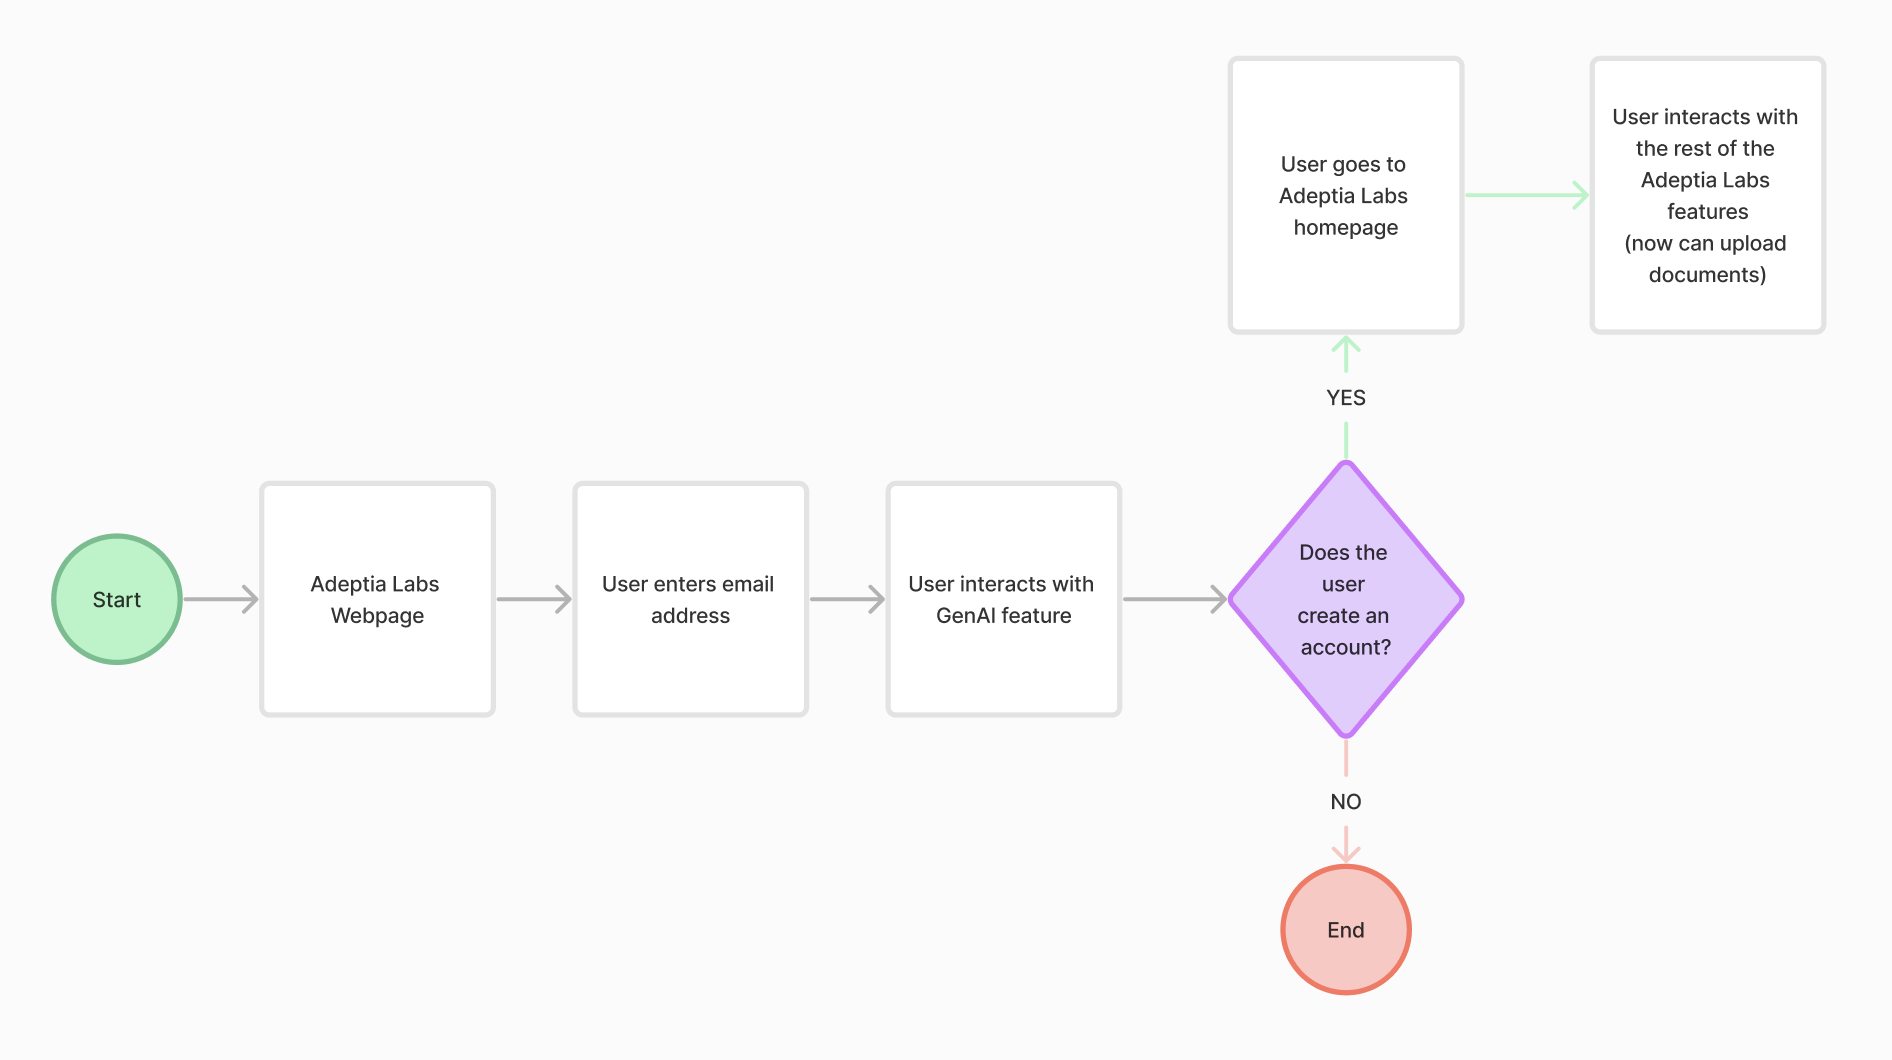 Start
Adeptia Labs
Webpage
User enters email
address
User interacts with
GenAI feature
Does the
user
create an
account?
YES
User goes to
Adeptia Labs
homepage
User interacts with
the rest of the
Adeptia Labs
features
(now can upload
documents)
NO
End